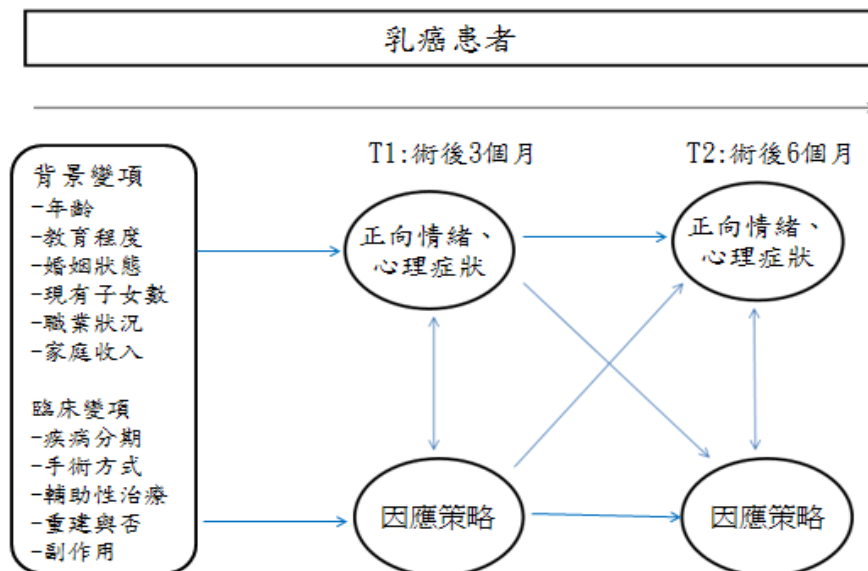 乳癌患者
T1:術後3個月
T2:術後6個月
背景變項
-年齡
-教育程度
-婚姻狀態
-現有子女數
-職業狀況
-家庭收入
臨床變項
-疾病分期
-手術方式
-輔助性治療
-重建與否
-副作用
正向情緒、
心理症狀
正向情緒、
心理症狀
因應策略
因應策略